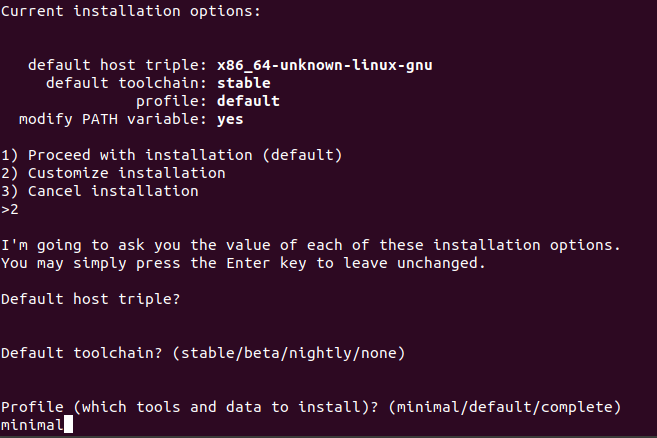 Current installation options:
default host triple: x86_64-unknown-linux-gnu
default toolchain: stable
profile: default
modify PATH variable: yes
1) Proceed with installation (default)
2) Customize installation
3) Cancel installation
>2
I'm going to ask you the value of each of these installation options.
You may simply press the Enter key to leave unchanged.
Default host triple?
Default toolchain? (stable/beta/nightly/none)
Profile (which tools and data to install)? (minimal/default/complete)
minimal